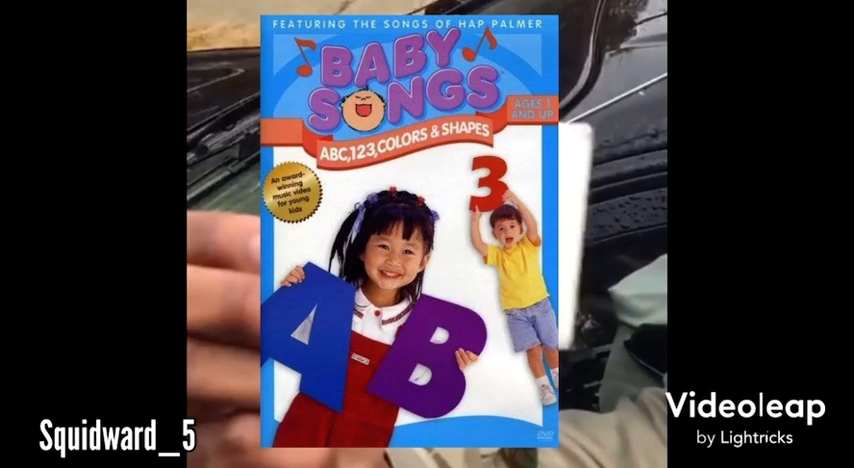 FEATURING THE SONGS OF HAP PALMER
BABY
SONGS
AGES 1
AND UP
ABC,123,COLORS & SHAPES
An award-
winning
music video
for young
kids
3
A B
DVD
Squidward_5
Videoleap
by Lightricks